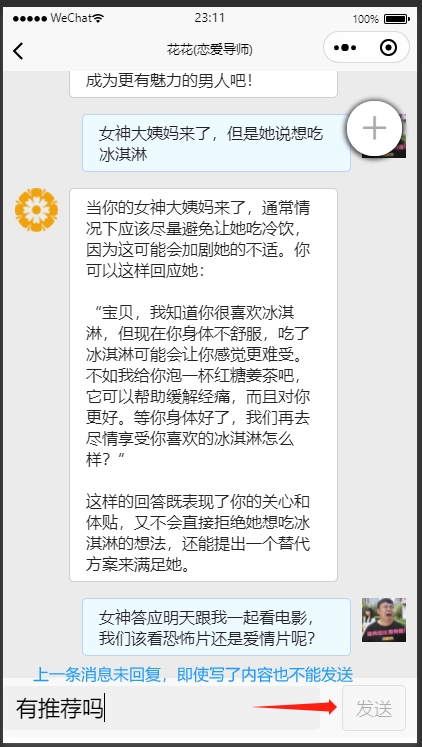 WeChat
23:11
100%
花花(恋爱导师)
成为更有魅力的男人吧！
女神大姨妈来了，但是她说想吃
冰淇淋
当你的女神大姨妈来了，通常情
况下应该尽量避免让她吃冷饮，
因为这可能会加剧她的不适。你
可以这样回应她：
“宝贝，我知道你很喜欢冰淇
淋，但现在你身体不舒服，吃了
冰淇淋可能会让你感觉更难受。
不如我给你泡一杯红糖姜茶吧，
它可以帮助缓解经痛，而且对你
更好。等你身体好了，我们再去
尽情享受你喜欢的冰淇淋怎么
样？”
这样的回答既表现了你的关心和
体贴，又不会直接拒绝她想吃冰
淇淋的想法，还能提出一个替代
方案来满足她。
女神答应明天跟我一起看电影，
我们该看恐怖片还是爱情片呢？
上一条消息未回复，即使写了内容也不能发送
有推荐吗
发送